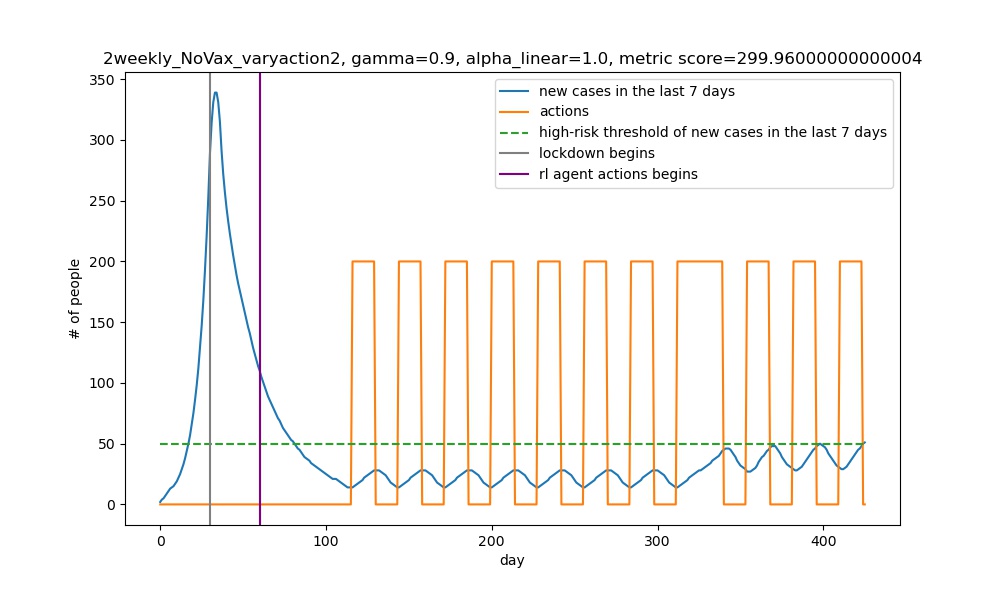 2weekly_NoVax_varyaction2, gamma=0.9, alpha_linear=1.0, metric score=299.96000000000004
new cases in the last 7 days
actions
high-risk threshold of new cases in the last 7 days
lockdown begins
rl agent actions begins
# of people
350
300
250
200
150
100
50
0
0 100 200 300 400
day